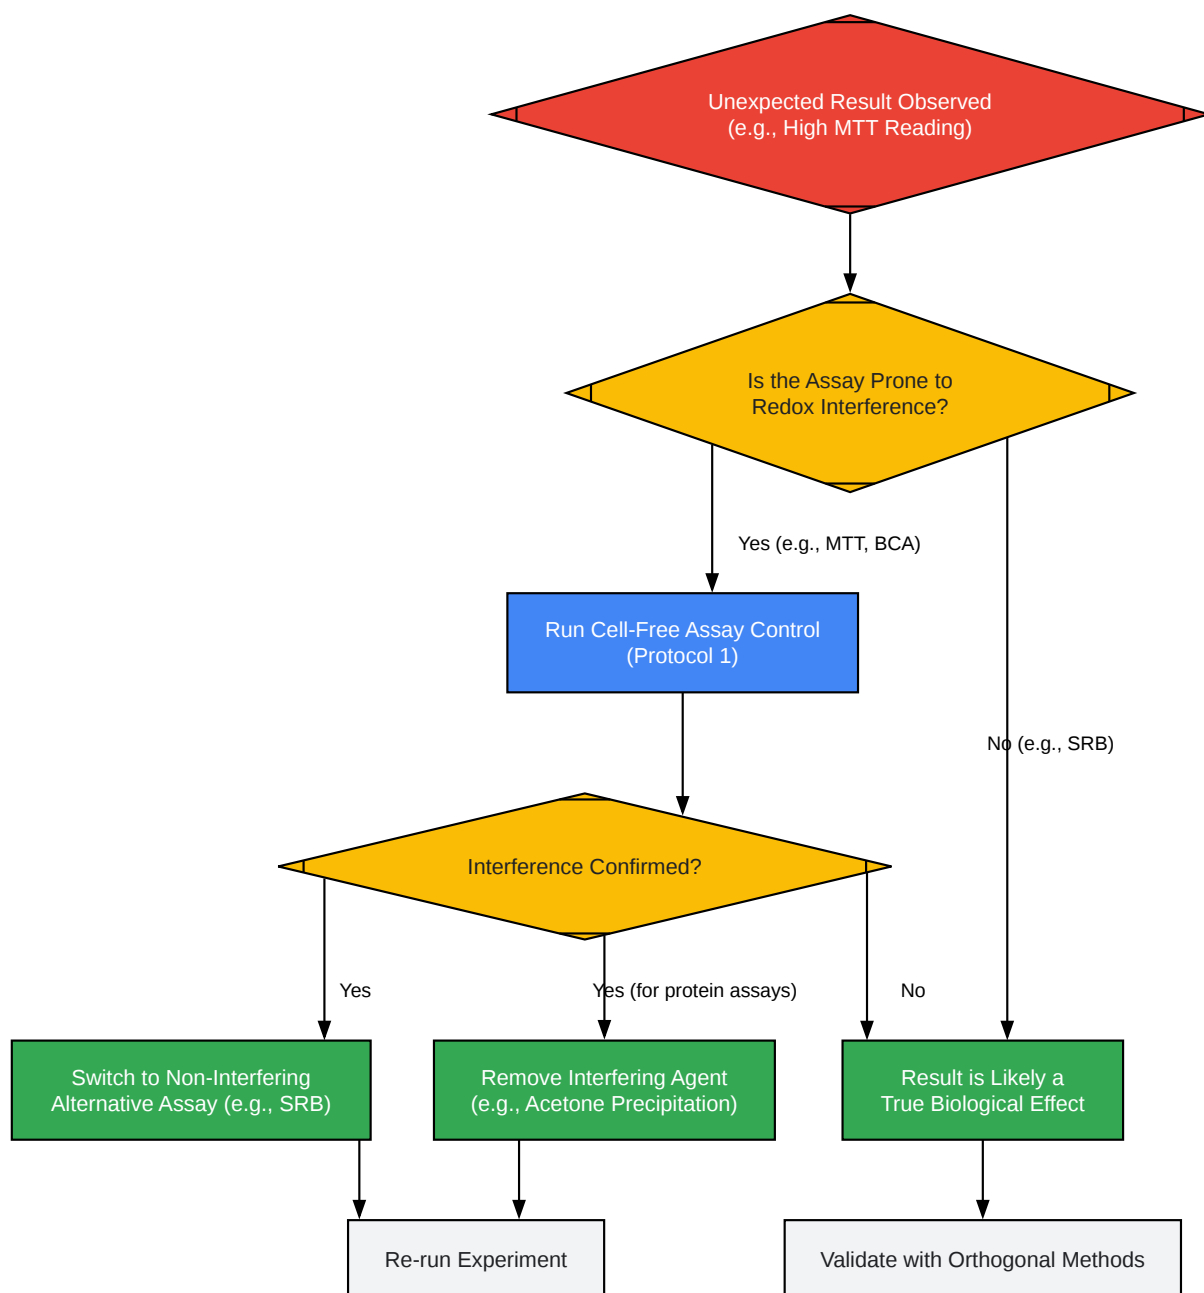 Unexpected Result Observed
(e.g., High MTT Reading)
Is the Assay Prone to
Redox Interference?
Yes (e.g., MTT, BCA)
Run Cell-Free Assay Control
(Protocol 1)
No (e.g., SRB)
Interference Confirmed?
Yes
Yes (for protein assays)
No
Switch to Non-Interfering
Alternative Assay (e.g., SRB)
Remove Interfering Agent
(e.g., Acetone Precipitation)
Result is Likely a
True Biological Effect
Re-run Experiment
Validate with Orthogonal Methods